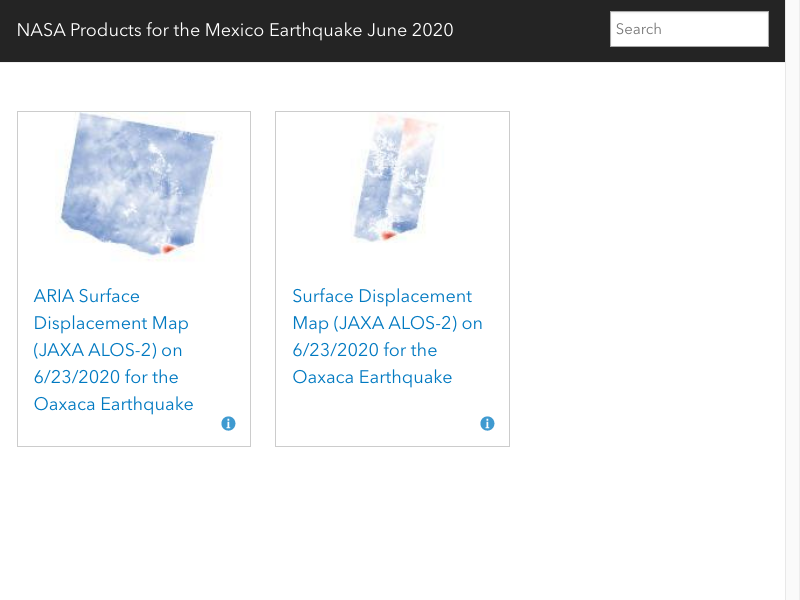 NASA Products for the Mexico Earthquake June 2020
Search
ARIA Surface
Displacement Map
(JAXA ALOS-2) on
6/23/2020 for the
Oaxaca Earthquake
i
Surface Displacement
Map (JAXA ALOS-2) on
6/23/2020 for the
Oaxaca Earthquake
i